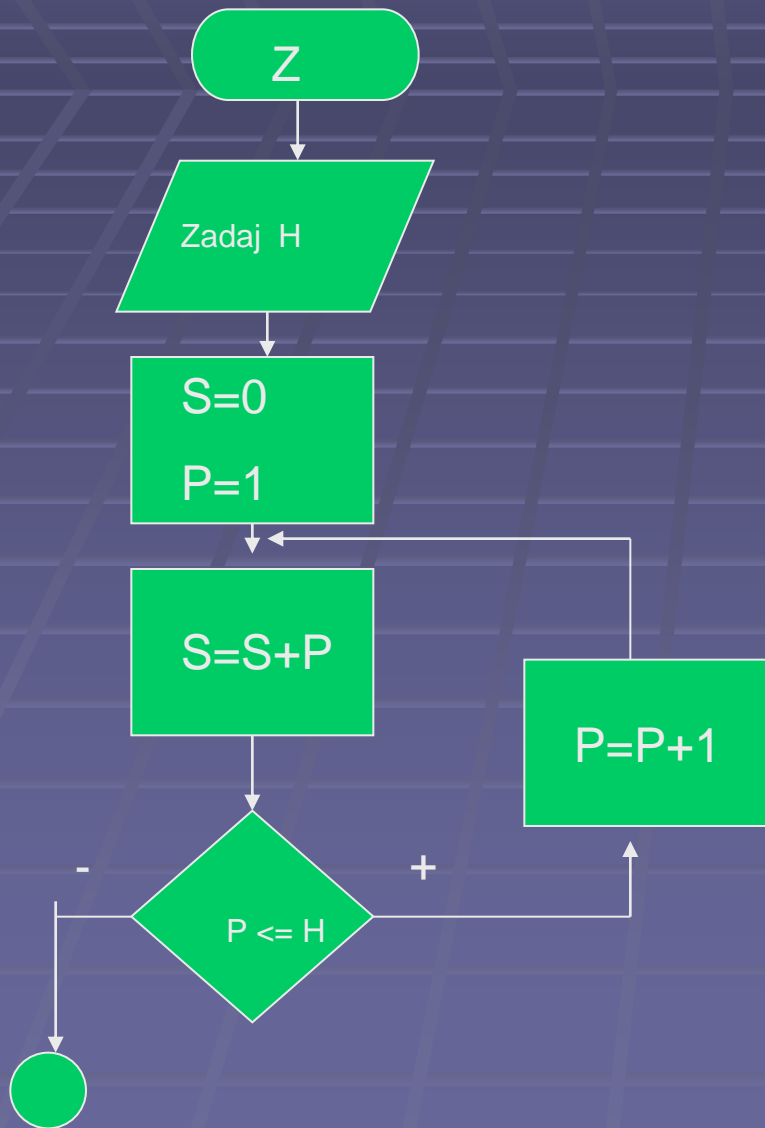 Z
Zadaj H
S=0
P=1
S=S+P
P=P+1
-
+
P <= H